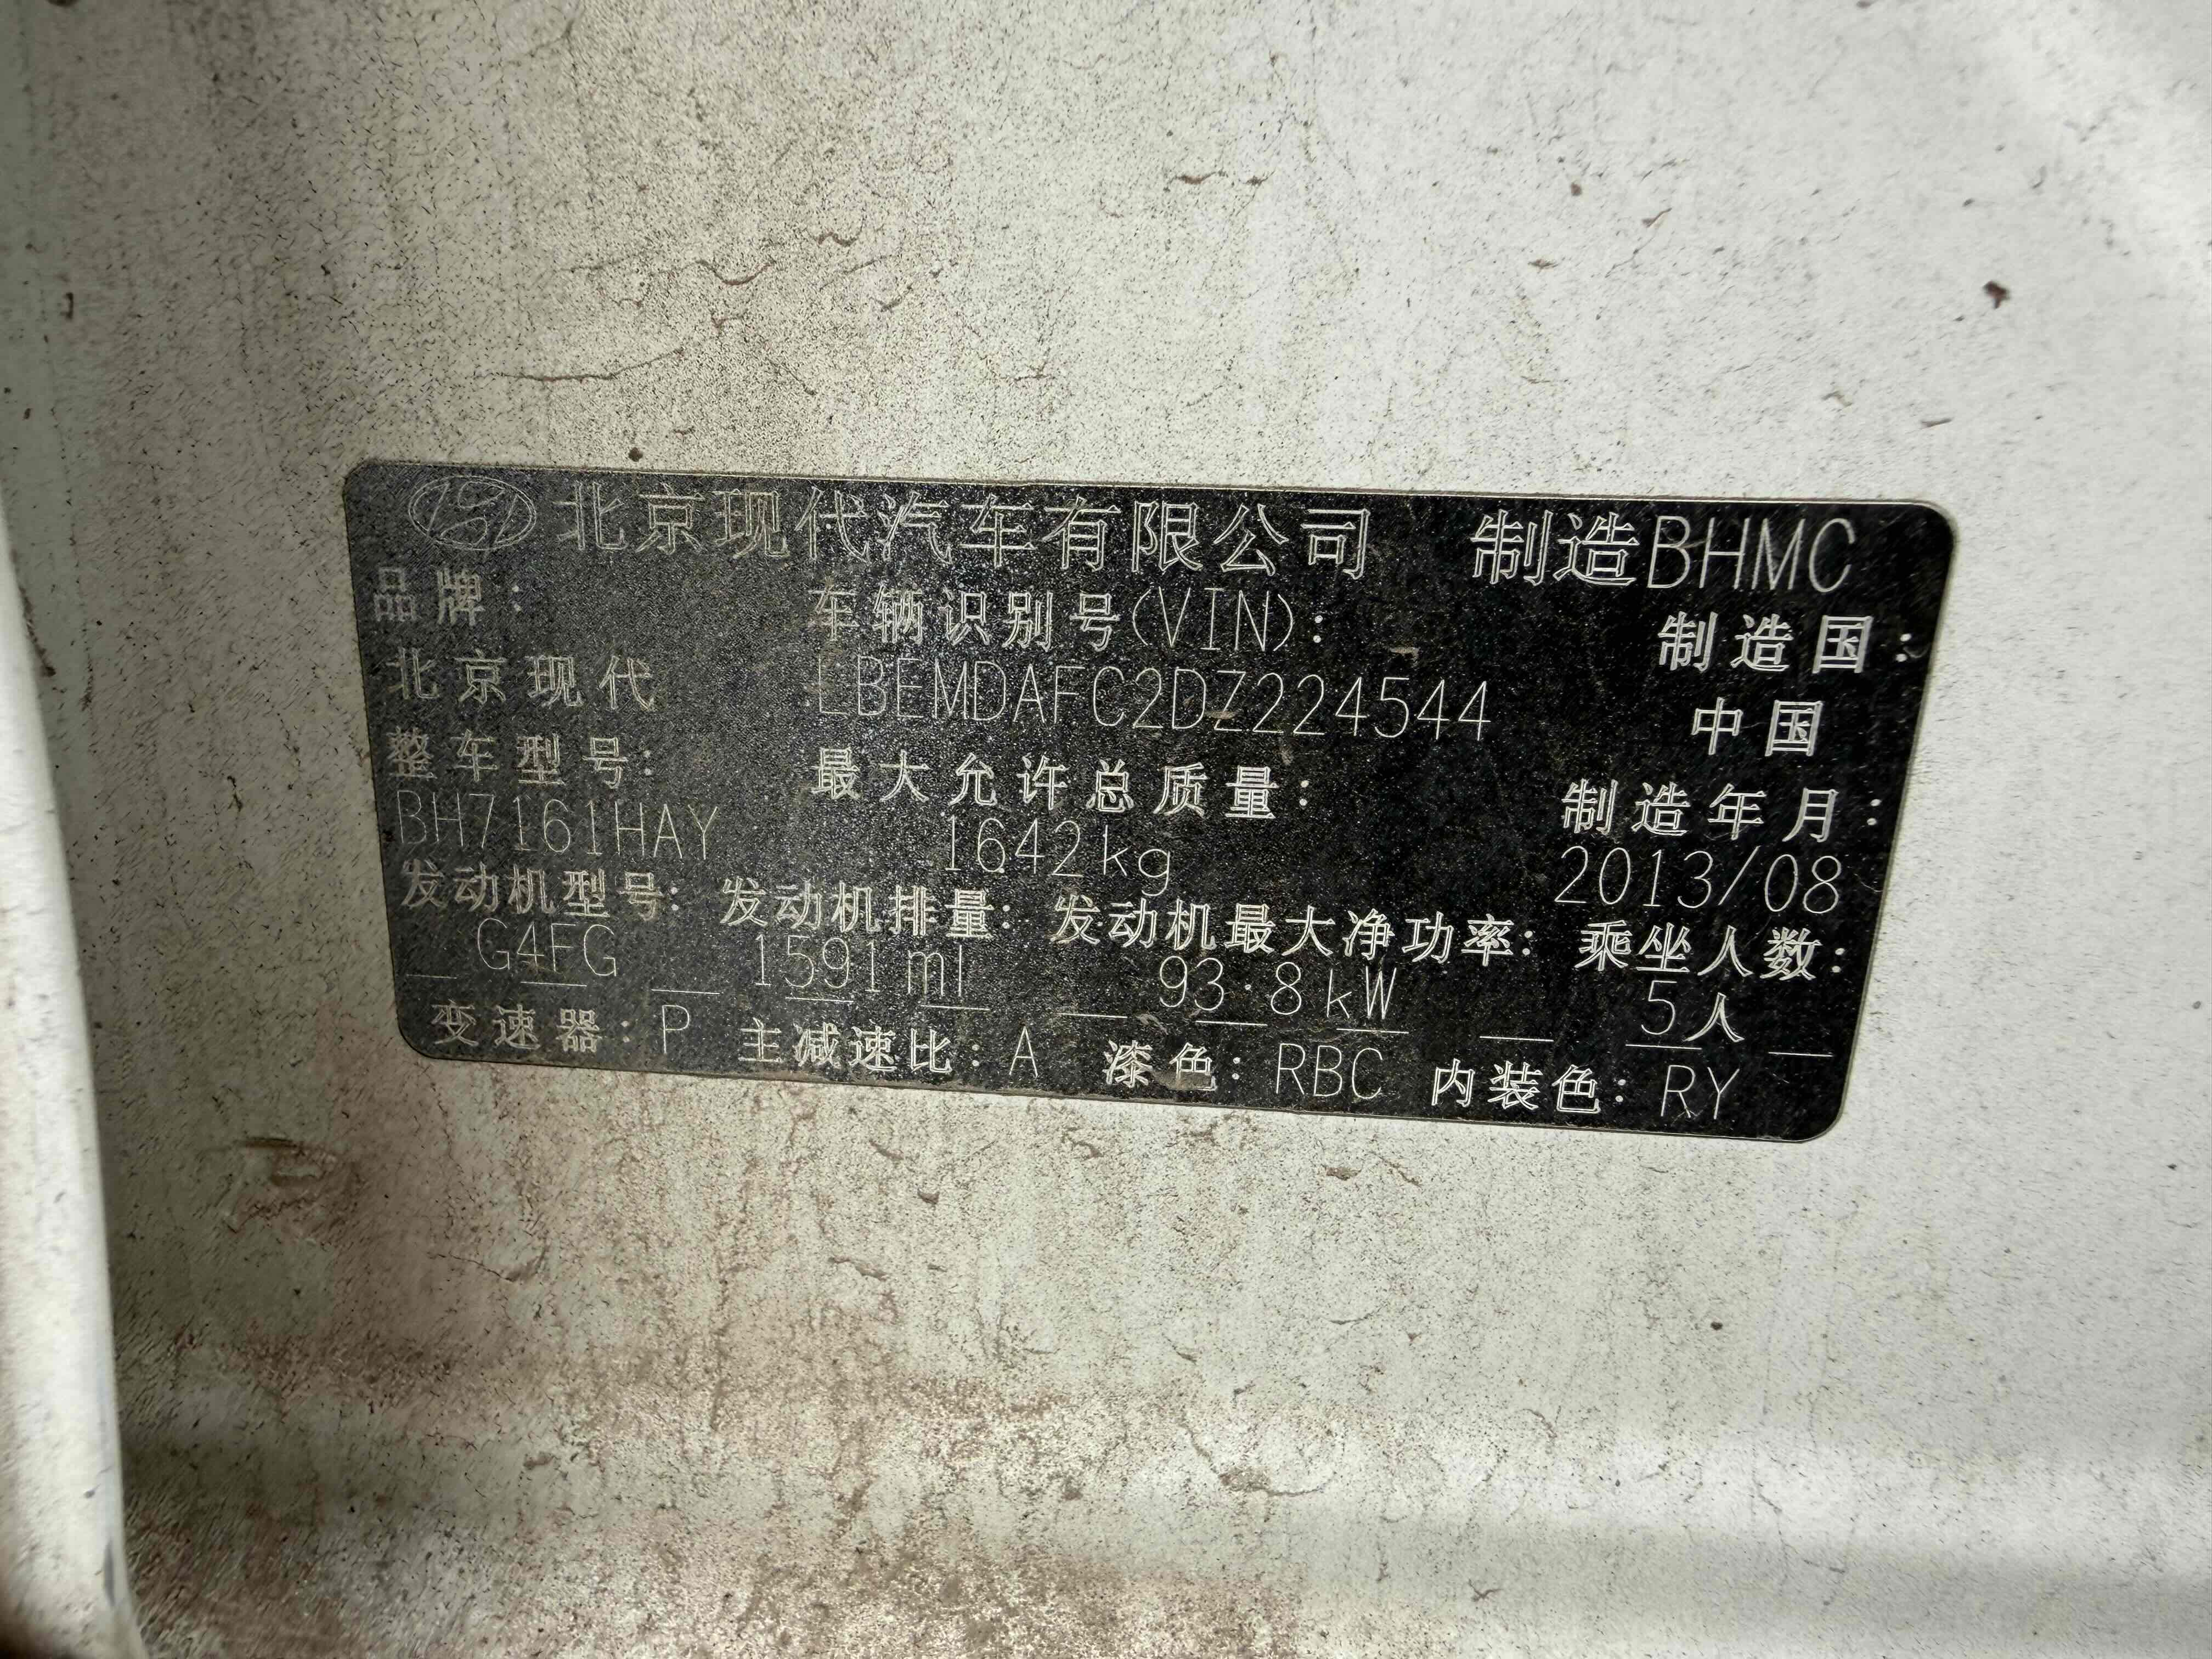 北京现代汽车有限公司 制造BHMC
品牌: 车辆识别号(VIN): 制造国:
北京现代 LBEMDAFC2DZ224544 中国
整车型号: 最大允许总质量: 制造年月:
BH7161HAY 1642kg 2013/08
发动机型号: 发动机排量: 发动机最大净功率: 乘坐人数:
G4FG 1591ml 93.8kW 5人
变速器: P 主减速比: A 漆色: RBC 内装色: RY